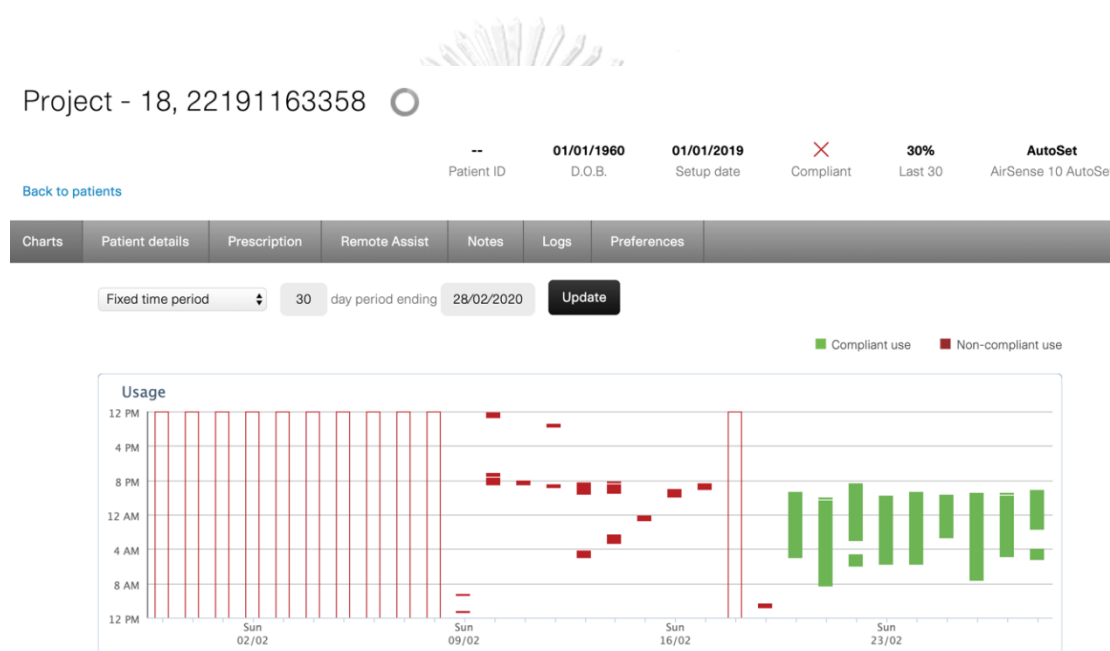 Project - 18, 22191163358
-- 01/01/1960 01/01/2019 30% AutoSet
Patient ID D.O.B. Setup date Compliant Last 30 AirSense 10 AutoSet
Back to patients
Charts Patient details Prescription Remote Assist Notes Logs Preferences
Fixed time period 30 day period ending 28/02/2020 Update
Compliant use Non-compliant use
Usage
12 PM
4 PM
8 PM
12 AM
4 AM
8 AM
12 PM
Sun Sun Sun Sun
02/02 09/02 16/02 23/02